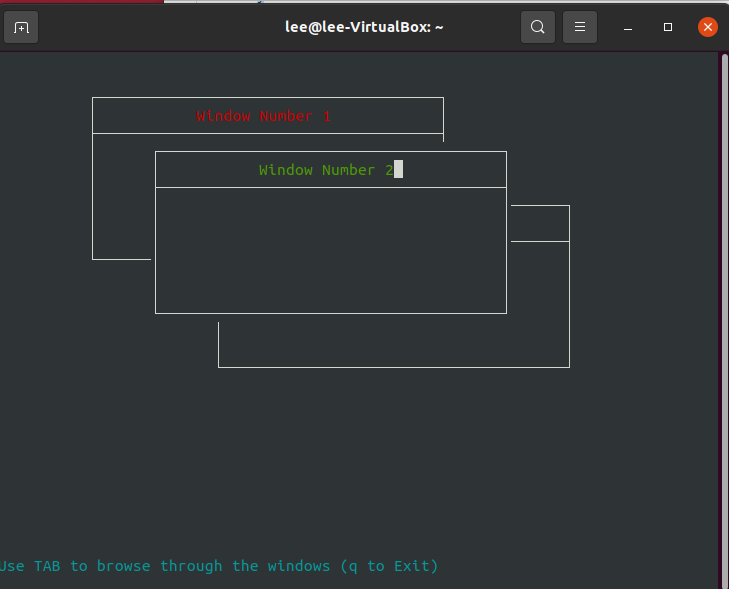 lee@lee-VirtualBox: ~
Window Number 1
Window Number 2
Use TAB to browse through the windows (q to Exit)